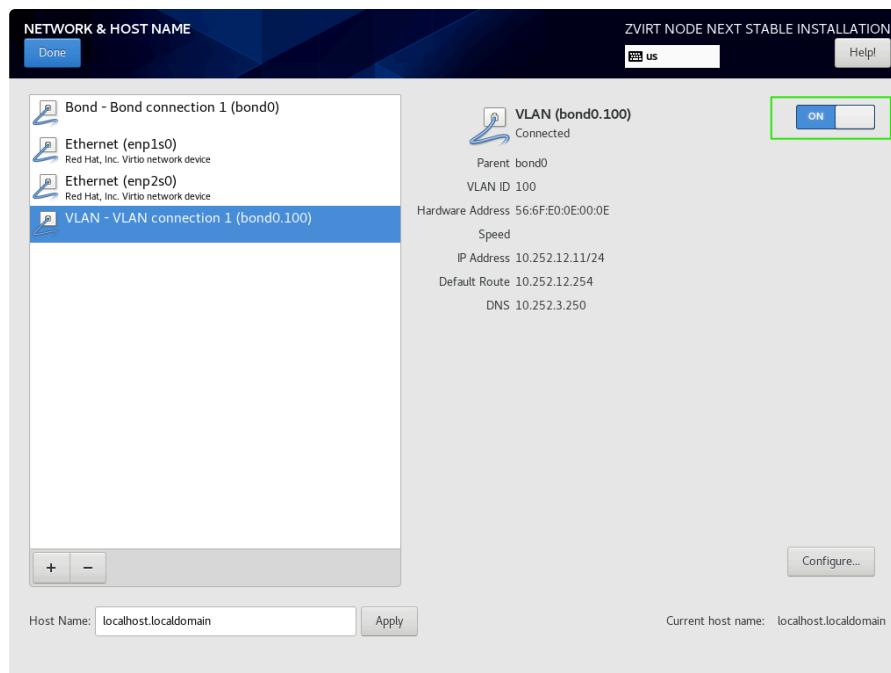 NETWORK & HOST NAME
ZVIRT NODE NEXT STABLE INSTALLATION
Done
us
Help!
Bond - Bond connection 1 (bond0)
Ethernet (enp1s0)
Red Hat, Inc. Virtio network device
Ethernet (enp2s0)
Red Hat, Inc. Virtio network device
VLAN - VLAN connection 1 (bond0.100)
VLAN (bond0.100)
Connected
ON
Parent bond0
VLAN ID 100
Hardware Address 56:6F:E0:0E:00:0E
Speed
IP Address 10.252.12.11/24
Default Route 10.252.12.254
DNS 10.252.3.250
+ −
Configure...
Host Name: localhost.localdomain Apply
Current host name: localhost.localdomain